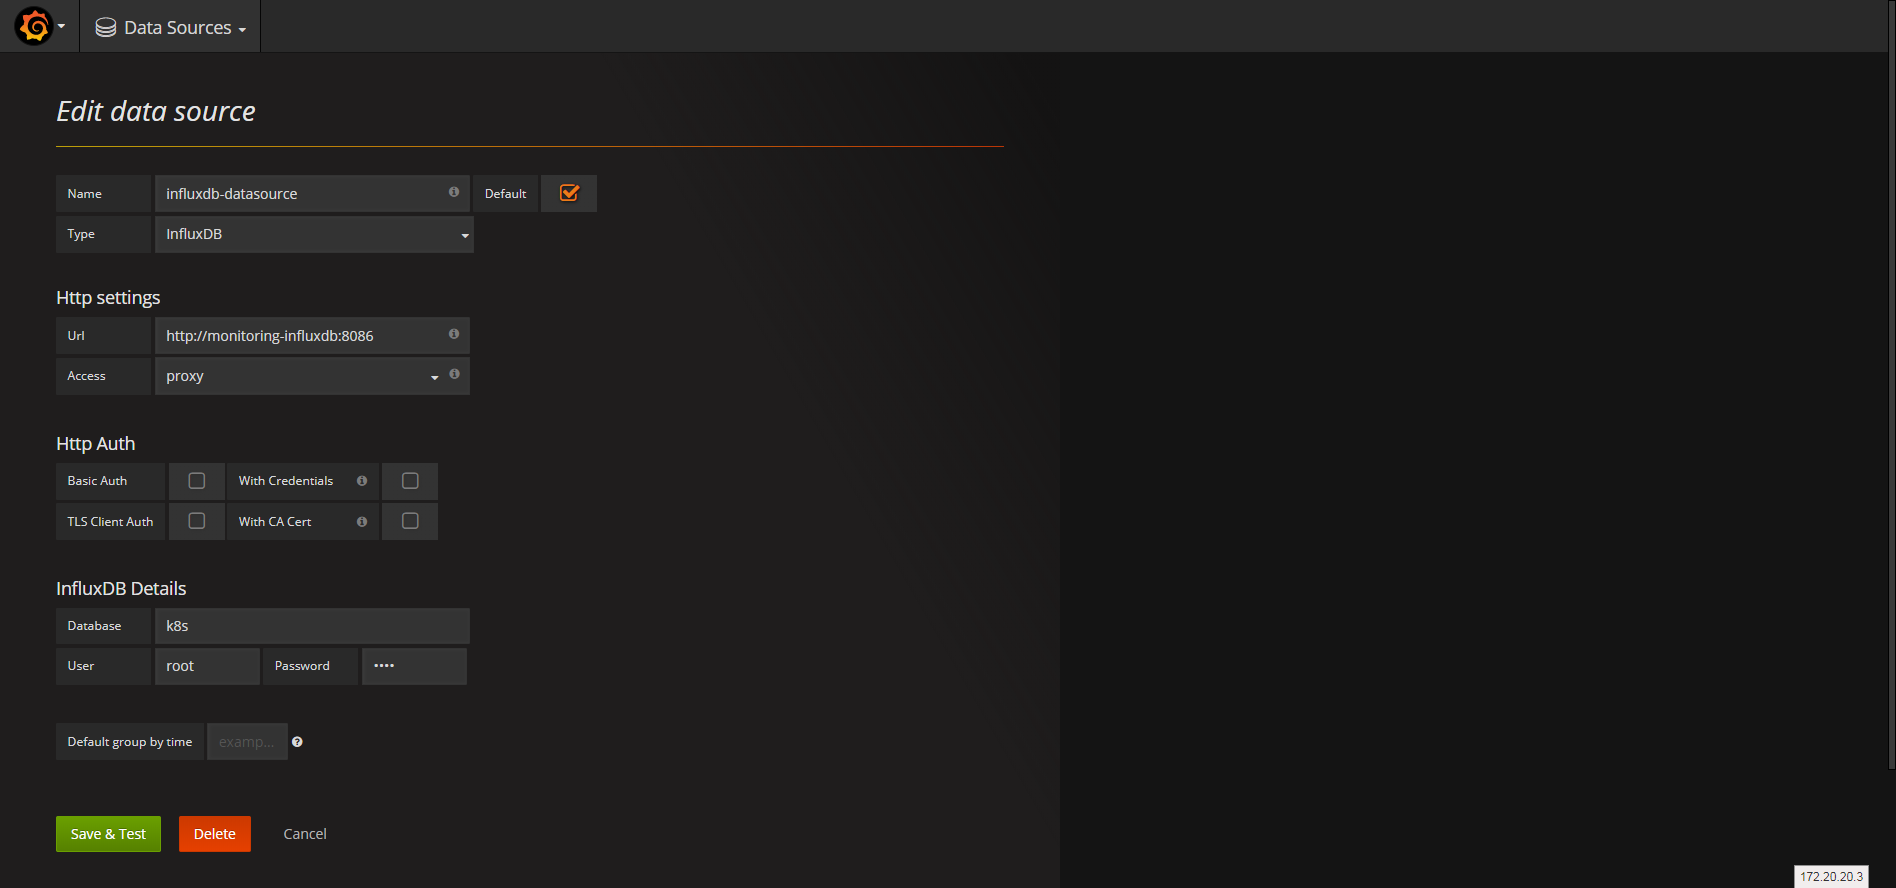 Data Sources
Edit data source
Name influxdb-datasource Default
Type InfluxDB
Http settings
Url http://monitoring-influxdb:8086
Access proxy
Http Auth
Basic Auth With Credentials
TLS Client Auth With CA Cert
InfluxDB Details
Database k8s
User root Password ••••
Default group by time examp...
Save & Test Delete Cancel
172.20.20.3